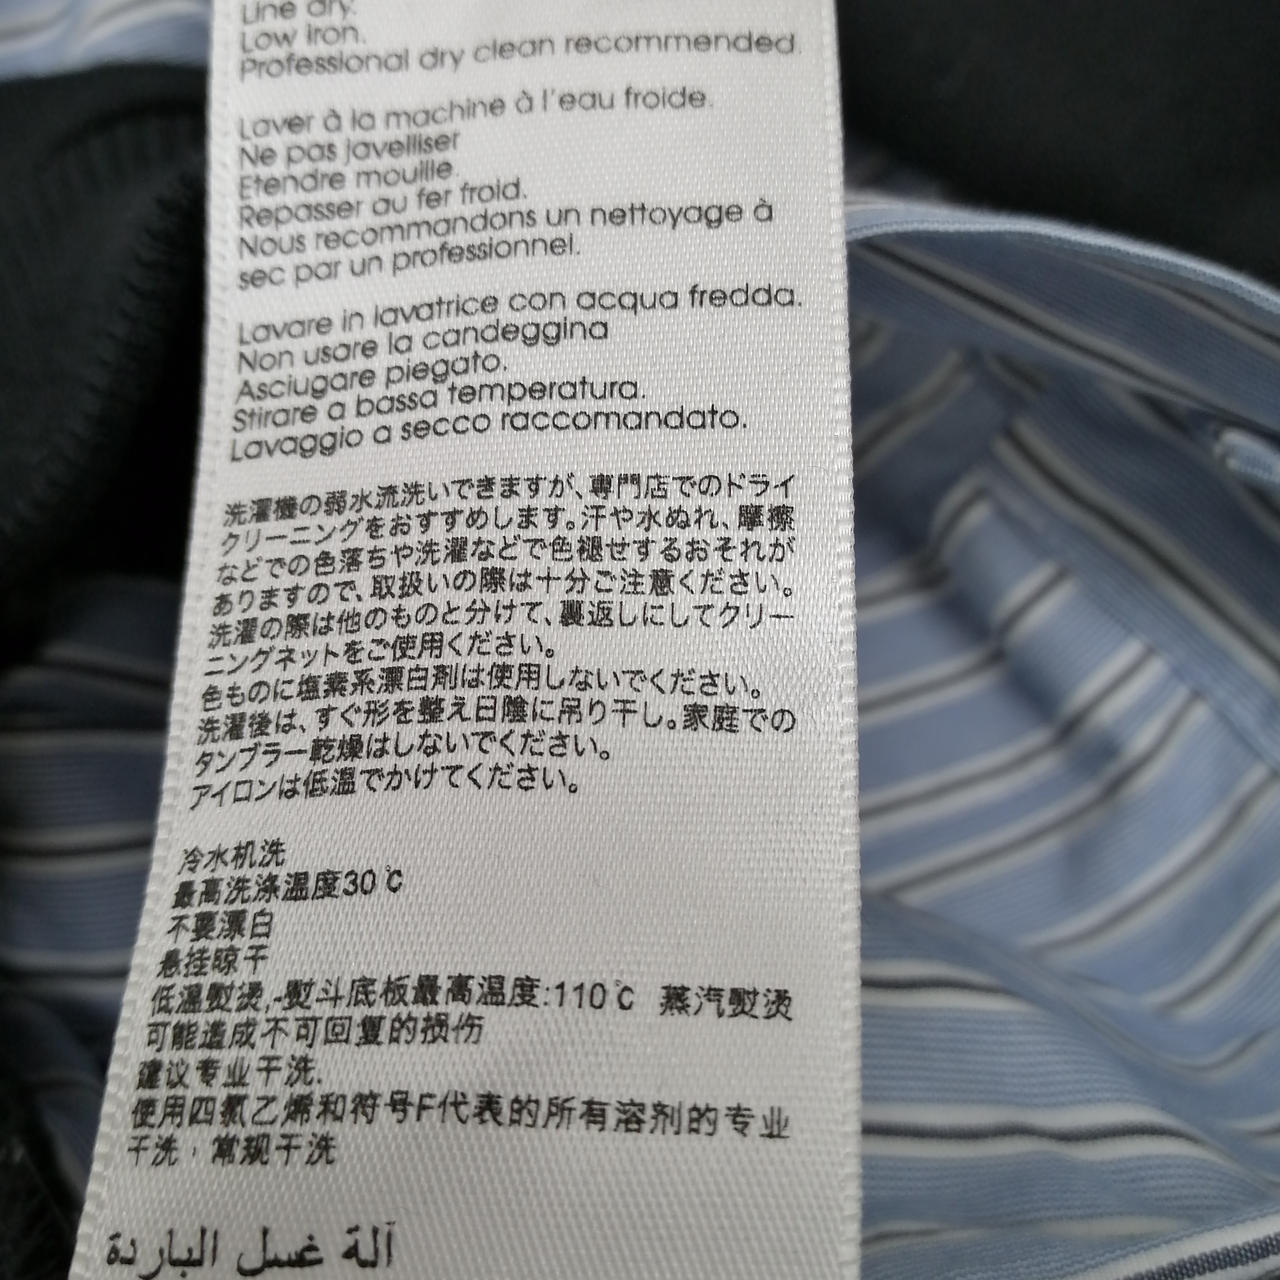 Line dry.
Low iron.
Professional dry clean recommended.
Laver à la machine à l'eau froide.
Ne pas javelliser
Etendre mouille.
Repasser au fer froid.
Nous recommandons un nettoyage à
sec par un professionnel.
Lavare in lavatrice con acqua fredda.
Non usare la candeggina
Asciugare piegato.
Stirare a bassa temperatura.
Lavaggio a secco raccomandato.
洗濯機の弱水流洗いできますが、専門店でのドライ
クリーニングをおすすめします。汗や水ぬれ、摩擦
などでの色落ちや洗濯などで色褪せするおそれが
ありますので、取扱いの際は十分ご注意ください。
洗濯の際は他のものと分けて、裏返しにしてクリー
ニングネットをご使用ください。
色ものに塩素系漂白剤は使用しないでください。
洗濯後は、すぐ形を整え日陰に吊り干し。家庭での
タンブラー乾燥はしないでください。
アイロンは低温でかけてください。
冷水机洗
最高洗涤温度30℃
不要漂白
悬挂晾干
低温熨烫,-熨斗底板最高温度:110℃ 蒸汽熨烫
可能造成不可回复的损伤
建议专业干洗.
使用四氯乙烯和符号F代表的所有溶剂的专业
干洗，常规干洗
آلة غسل الباردة